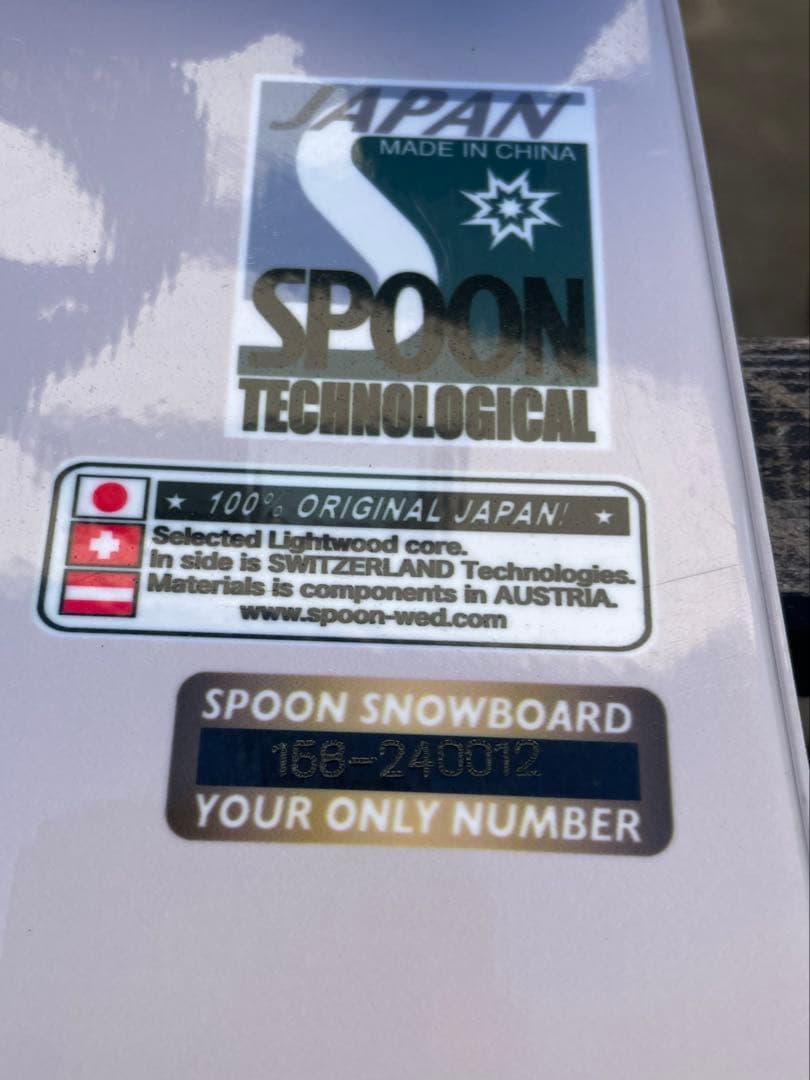 JAPAN
MADE IN CHINA
SPOON
TECHNOLOGICAL
★ 100% ORIGINAL JAPAN! ★
Selected Lightwood core.
In side is SWITZERLAND Technologies.
Materials is components in AUSTRIA.
www.spoon-wed.com
SPOON SNOWBOARD
168-240012
YOUR ONLY NUMBER